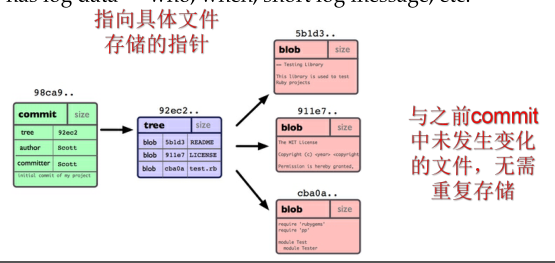 has log data — who, when, short log message, etc.
指向具体文件
存储的指针
5b1d3..
blob size
== Testing Library
This library is used to test
Ruby projects
98ca9..
commit size
tree 92ec2
author Scott
committer Scott
initial commit of my project
92ec2..
tree size
blob 5b1d3 README
blob 911e7 LICENSE
blob cba0a test.rb
911e7..
blob size
The MIT License
Copyright (c) <year> <copyright
Permission is hereby granted,
cba0a..
blob size
require 'rubygems'
require 'pp'
module Test
module Tester
与之前commit
中未发生变化
的文件，无需
重复存储